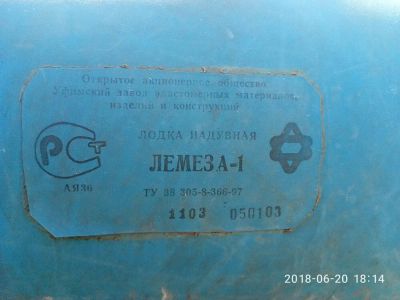 Открытое акционерное общество
Уфимский завод эластомерных материалов,
изделий и конструкций
ЛОДКА НАДУВНАЯ
РСТ
ЛЕМЕЗА-1
АЯ36
ТУ 38 305-8-366-97
1103 050103
2018-06-20 18:14